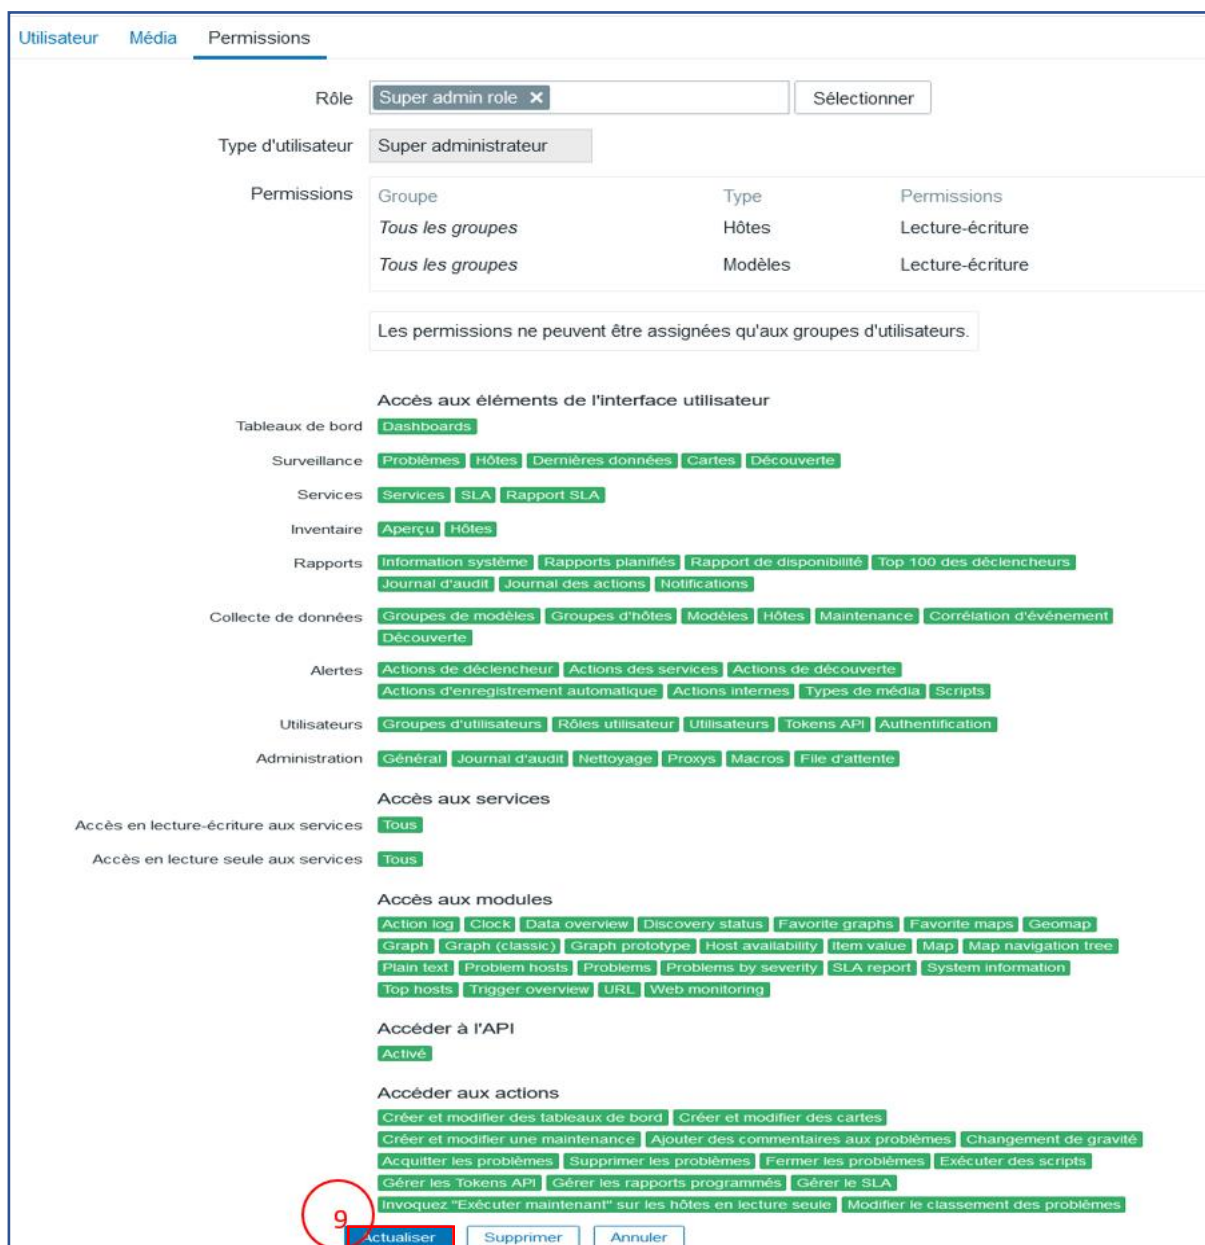 Utilisateur Média Permissions
Rôle Super admin role ✕ Sélectionner
Type d'utilisateur Super administrateur
Permissions Groupe Type Permissions
Tous les groupes Hôtes Lecture-écriture
Tous les groupes Modèles Lecture-écriture
Les permissions ne peuvent être assignées qu'aux groupes d'utilisateurs.
Accès aux éléments de l'interface utilisateur
Tableaux de bord Dashboards
Surveillance Problèmes Hôtes Dernières données Cartes Découverte
Services Services SLA Rapport SLA
Inventaire Aperçu Hôtes
Rapports Information système Rapports planifiés Rapport de disponibilité Top 100 des déclencheurs
Journal d'audit Journal des actions Notifications
Collecte de données Groupes de modèles Groupes d'hôtes Modèles Hôtes Maintenance Corrélation d'événement
Découverte
Alertes Actions de déclencheur Actions des services Actions de découverte
Actions d'enregistrement automatique Actions internes Types de média Scripts
Utilisateurs Groupes d'utilisateurs Rôles utilisateur Utilisateurs Tokens API Authentification
Administration Général Journal d'audit Nettoyage Proxys Macros File d'attente
Accès aux services
Accès en lecture-écriture aux services Tous
Accès en lecture seule aux services Tous
Accès aux modules
Action log Clock Data overview Discovery status Favorite graphs Favorite maps Geomap
Graph Graph (classic) Graph prototype Host availability Item value Map Map navigation tree
Plain text Problem hosts Problems Problems by severity SLA report System information
Top hosts Trigger overview URL Web monitoring
Accéder à l'API
Activé
Accéder aux actions
Créer et modifier des tableaux de bord Créer et modifier des cartes
Créer et modifier une maintenance Ajouter des commentaires aux problèmes Changement de gravité
Acquitter les problèmes Supprimer les problèmes Fermer les problèmes Exécuter des scripts
Gérer les Tokens API Gérer les rapports programmés Gérer le SLA
Invoquez "Exécuter maintenant" sur les hôtes en lecture seule Modifier le classement des problèmes
9
Actualiser Supprimer Annuler